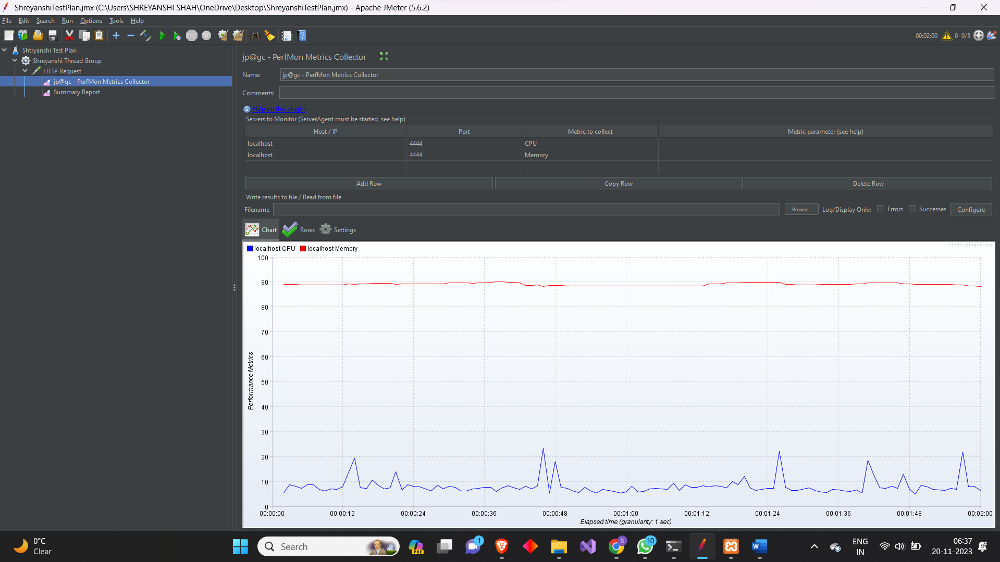 ShreyanshiTestPlan.jmx (C:\Users\SHREYANSHI SHAH\OneDrive\Desktop\ShreyanshiTestPlan.jmx) - Apache JMeter (5.6.2)
File Edit Search Run Options Tools Help
00:02:00 0 0/3
Shtryanshi Test Plan
Shreyanshi Thread Group
HTTP Request
jp@gc - PerfMon Metrics Collector
Summary Report
jp@gc - PerfMon Metrics Collector
Name: jp@gc - PerfMon Metrics Collector
Comments:
Help on this plugin
Servers to Monitor (ServerAgent must be started, see help)
Host / IP Port Metric to collect Metric parameter (see help)
localhost 4444 CPU
localhost 4444 Memory
Add Row Copy Row Delete Row
Write results to file / Read from file
Filename Browse... Log/Display Only: Errors Successes Configure
Chart Rows Settings
jmeter-plugins.org
localhost CPU localhost Memory
100
90
80
70
60
50
40
30
20
10
0
Performance Metrics
00:00:00 00:00:12 00:00:24 00:00:36 00:00:48 00:01:00 00:01:12 00:01:24 00:01:36 00:01:48 00:02:00
Elapsed time (granularity: 1 sec)
0°C
Clear
Search
PRE
1
S
10
ENG
IN
06:37
20-11-2023